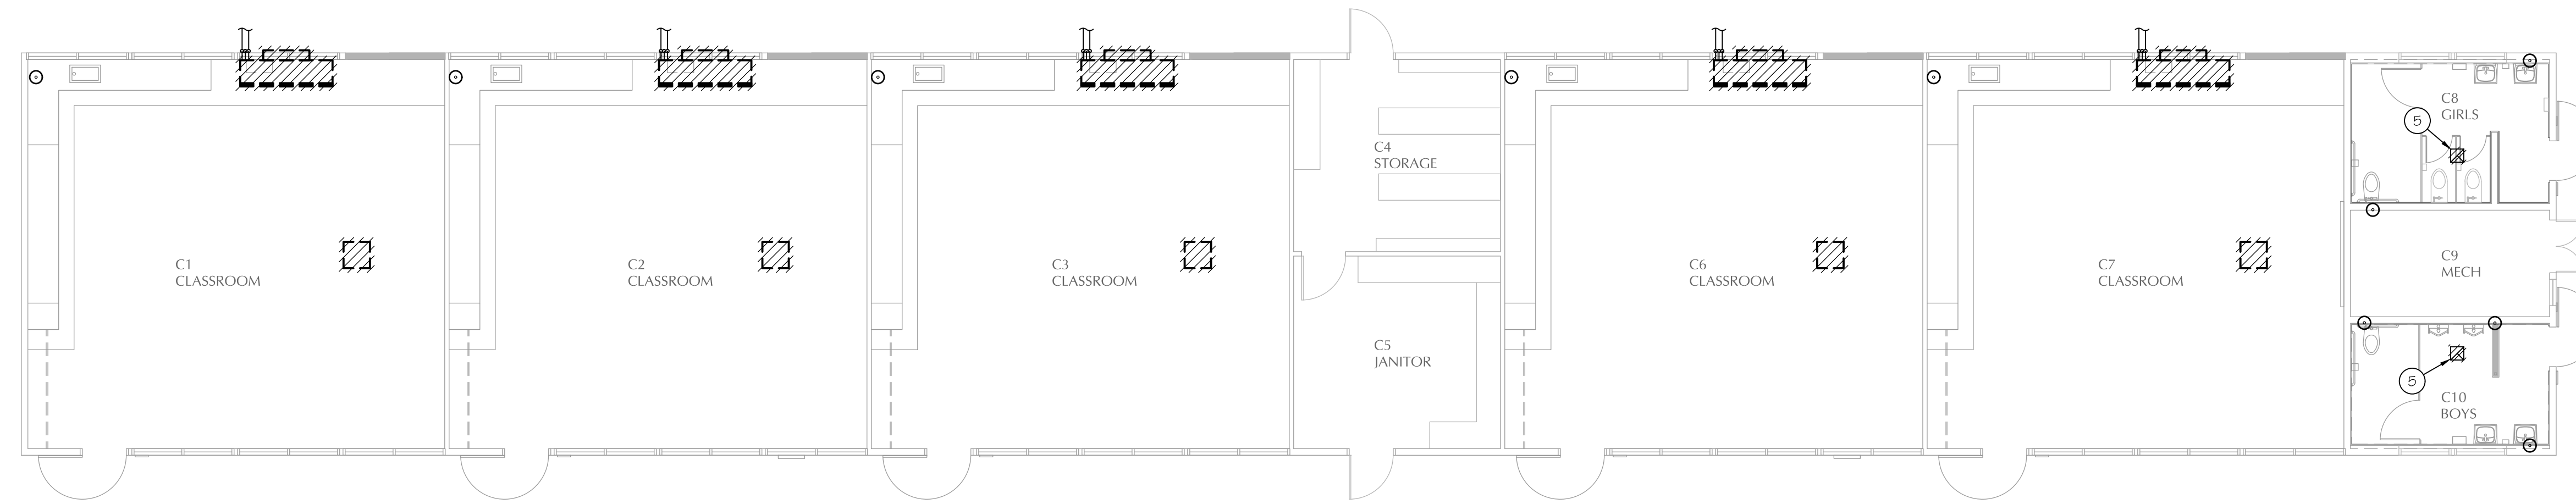 C1
CLASSROOM
C2
CLASSROOM
C3
CLASSROOM
C4
STORAGE
C5
JANITOR
C6
CLASSROOM
C7
CLASSROOM
C8
GIRLS
5
C9
MECH
5
C10
BOYS